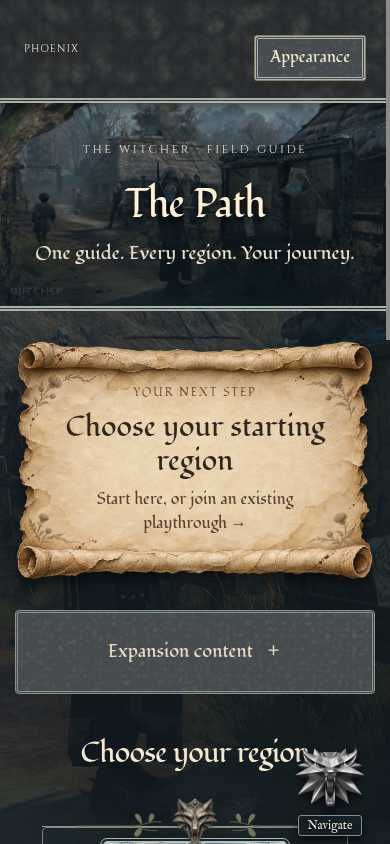 PHOENIX
Appearance
THE WITCHER · FIELD GUIDE
The Path
One guide. Every region. Your journey.
WITCHER
YOUR NEXT STEP
Choose your starting
region
Start here, or join an existing
playthrough →
Expansion content +
Choose your region
Navigate